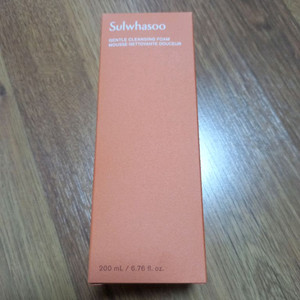 Sulwhasoo
GENTLE CLEANSING FOAM
MOUSSE NETTOYANTE DOUCEUR
200 mL / 6.76 fl. oz.